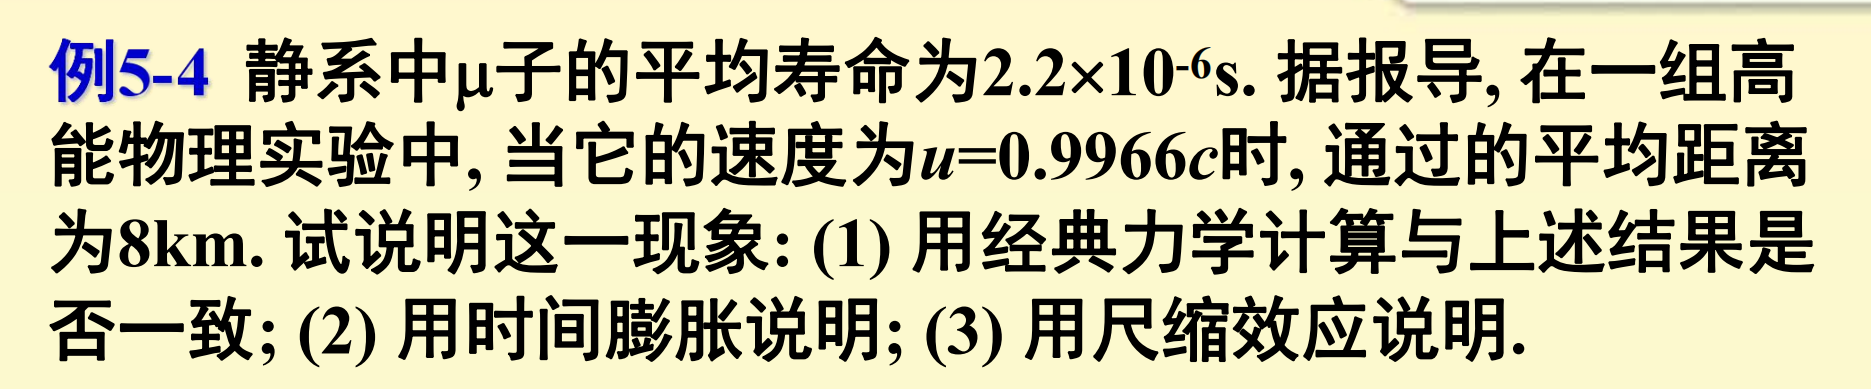 例5-4 静系中μ子的平均寿命为2.2×10⁻⁶s. 据报导, 在一组高
能物理实验中, 当它的速度为u=0.9966c时, 通过的平均距离
为8km. 试说明这一现象: (1) 用经典力学计算与上述结果是
否一致; (2) 用时间膨胀说明; (3) 用尺缩效应说明.